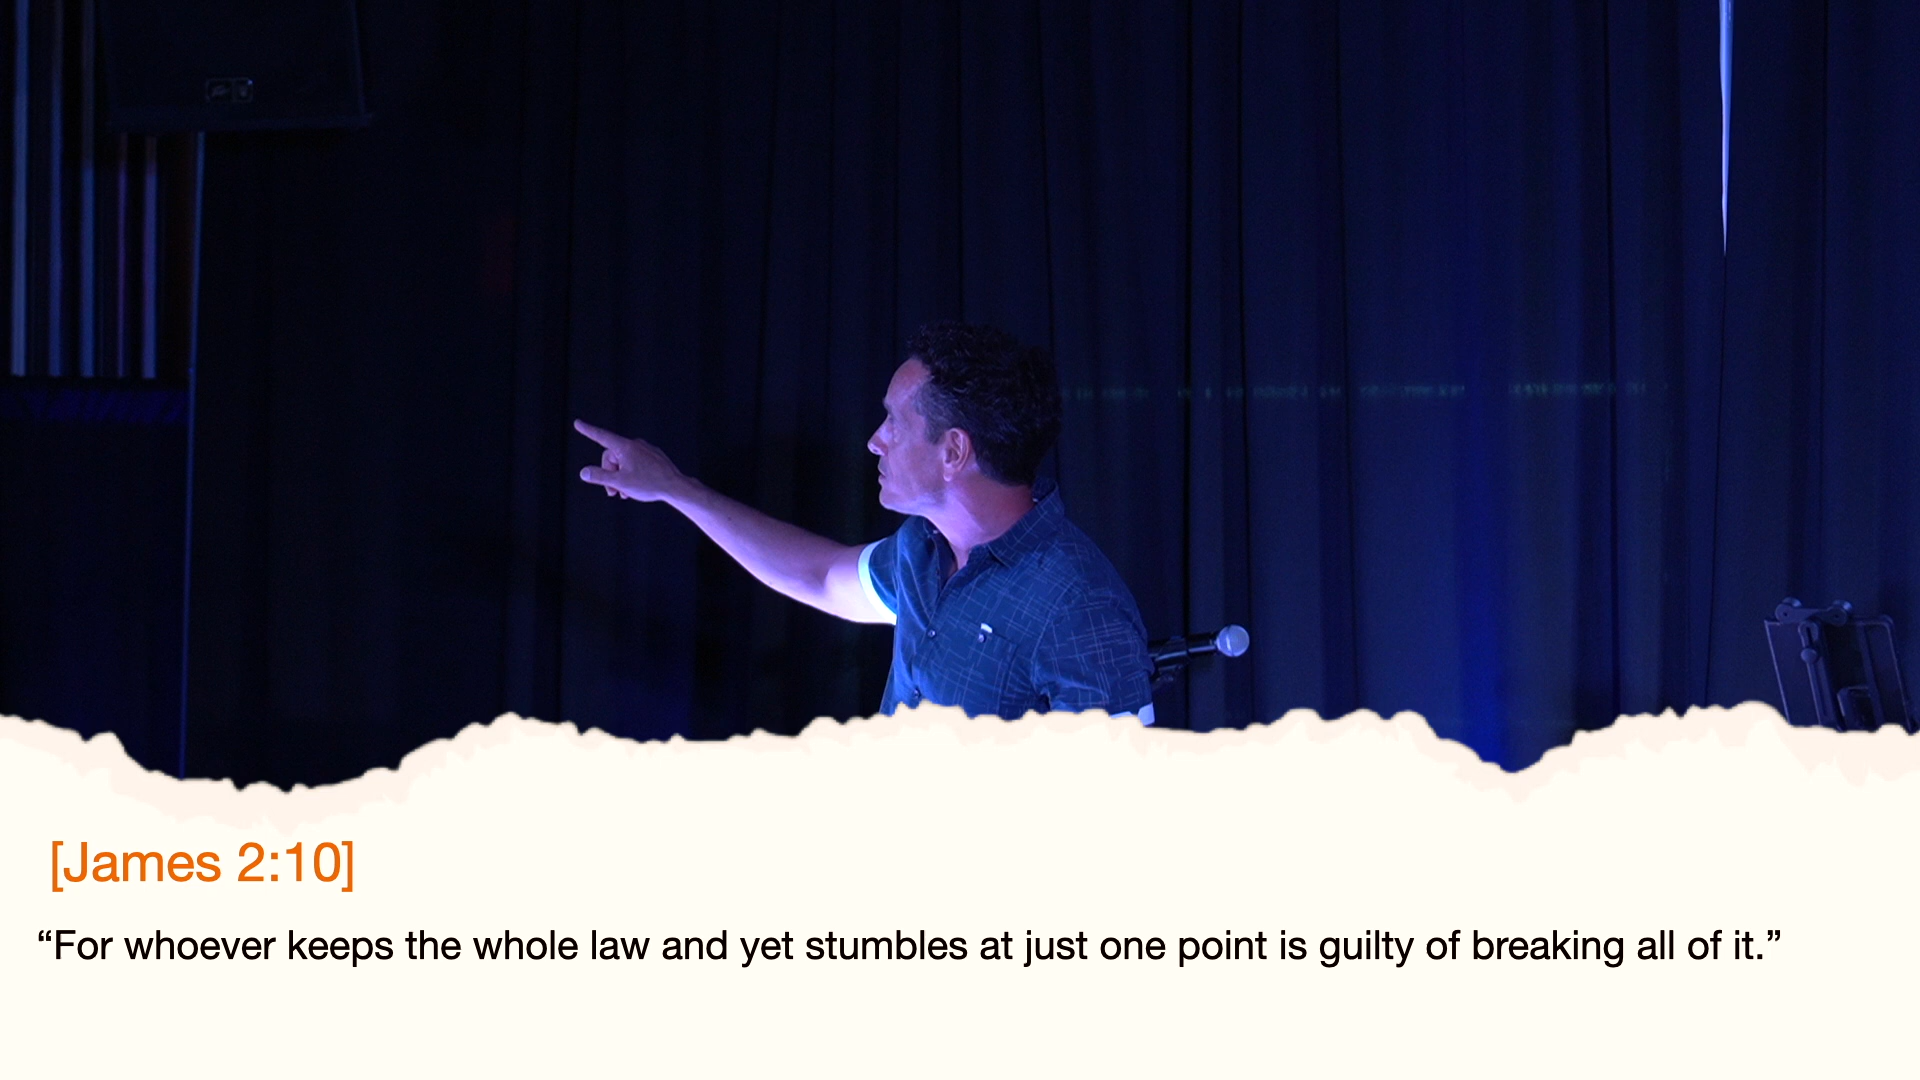 [James 2:10]
“For whoever keeps the whole law and yet stumbles at just one point is guilty of breaking all of it.”